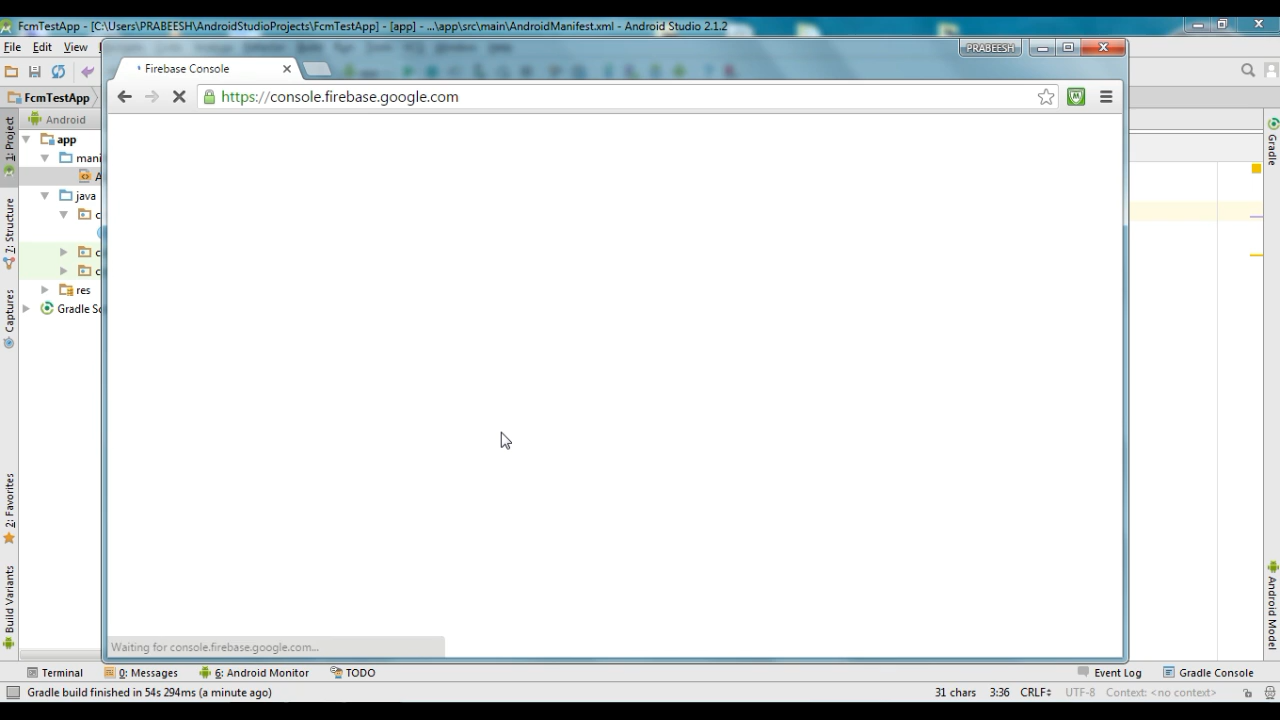 FcmTestApp - [C:\Users\PRABEESH\AndroidStudioProjects\FcmTestApp] - [app] - ...\app\src\main\AndroidManifest.xml - Android Studio 2.1.2
File Edit View
PRABEESH
Firebase Console
https://console.firebase.google.com
FcmTestApp
Android
1: Project
app
mani
A
java
c
c
c
res
Gradle Sc
7: Structure
Captures
2: Favorites
Build Variants
Gradle
Android Model
Waiting for console.firebase.google.com...
Terminal 0: Messages 6: Android Monitor TODO Event Log Gradle Console
Gradle build finished in 54s 294ms (a minute ago) 31 chars 3:36 CRLF UTF-8 Context: <no context>